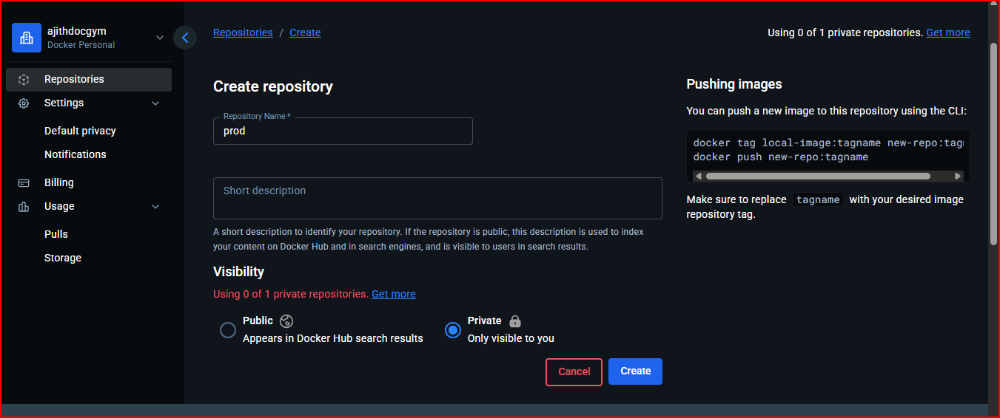 ajithdocgym
Docker Personal
Repositories
Settings
Default privacy
Notifications
Billing
Usage
Pulls
Storage
Repositories / Create
Using 0 of 1 private repositories. Get more
Create repository
Repository Name *
prod
Short description
A short description to identify your repository. If the repository is public, this description is used to index
your content on Docker Hub and in search engines, and is visible to users in search results.
Visibility
Using 0 of 1 private repositories. Get more
Public
Appears in Docker Hub search results
Private
Only visible to you
Cancel
Create
Pushing images
You can push a new image to this repository using the CLI:
docker tag local-image:tagname new-repo:tagn
docker push new-repo:tagname
Make sure to replace tagname with your desired image
repository tag.